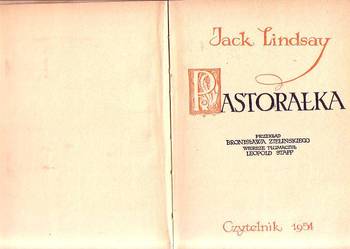 Jack Lindsay
PASTORAŁKA
PRZEKŁAD
BRONISŁAWA ZIELIŃSKIEGO
WIERSZE TŁUMACZYŁ
LEOPOLD STAFF
Czytelnik 1951